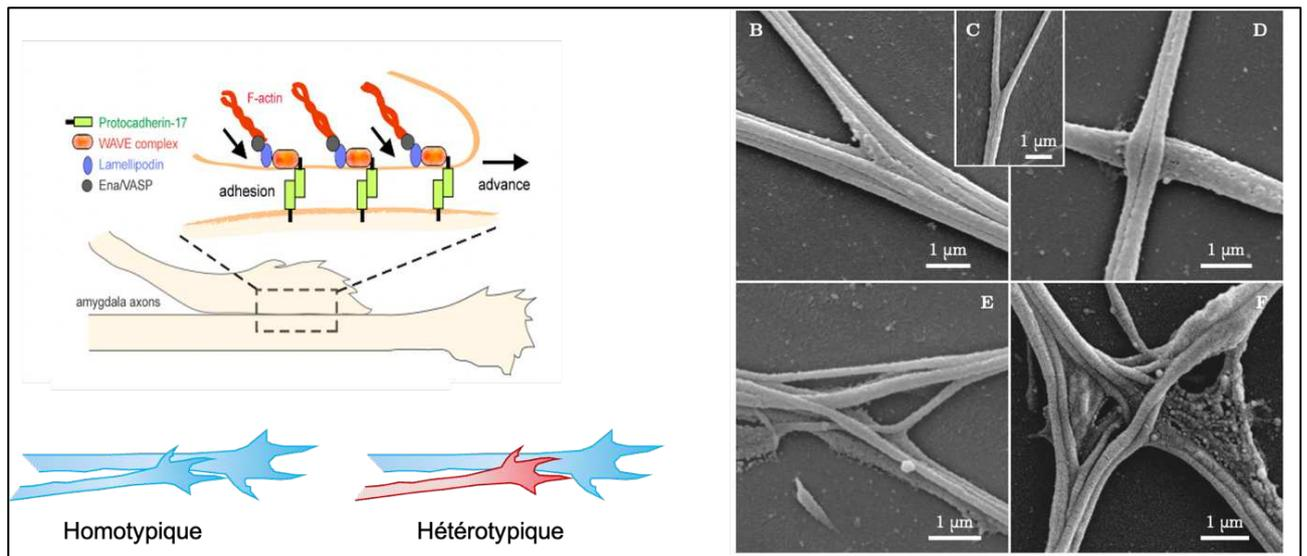 F-actin
Protocadherin-17
WAVE complex
Lamellipodin
Ena/VASP
adhesion
advance
amygdala axons
Homotypique
Hétérotypique
B
C
D
1 µm
1 µm
1 µm
E
F
1 µm
1 µm